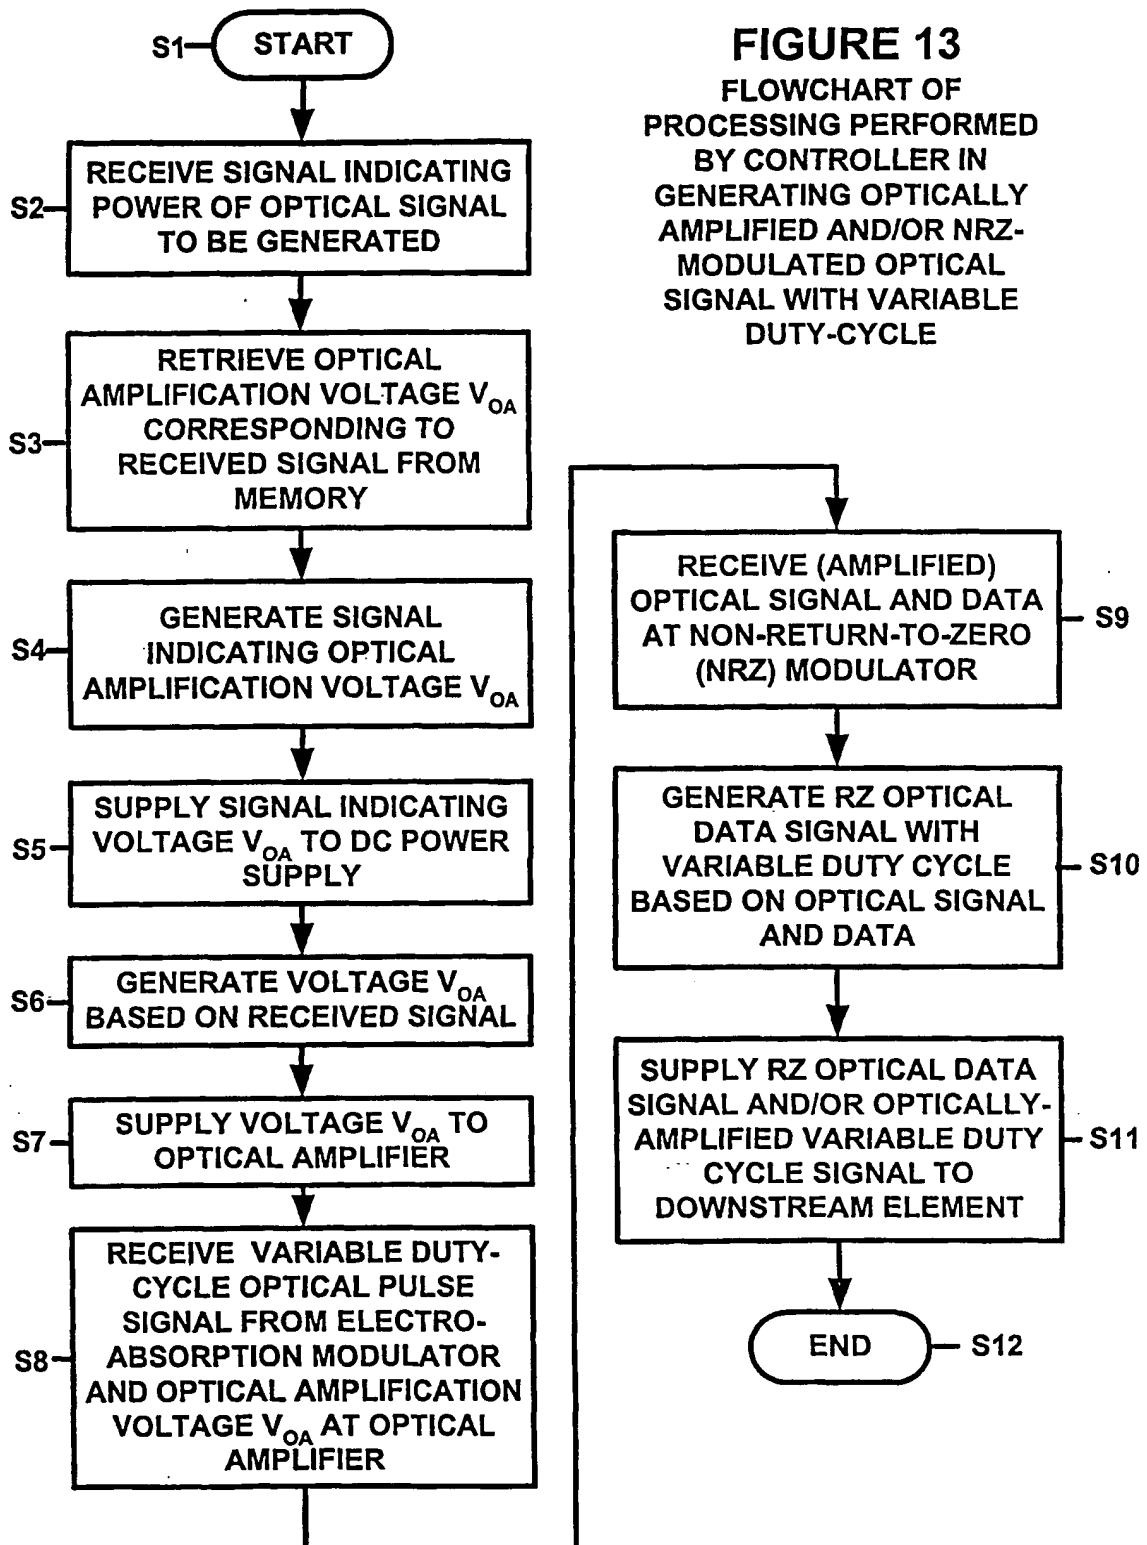 S1
START
FIGURE 13
FLOWCHART OF
PROCESSING PERFORMED
BY CONTROLLER IN
GENERATING OPTICALLY
AMPLIFIED AND/OR NRZ-
MODULATED OPTICAL
SIGNAL WITH VARIABLE
DUTY-CYCLE
S2
RECEIVE SIGNAL INDICATING
POWER OF OPTICAL SIGNAL
TO BE GENERATED
S3
RETRIEVE OPTICAL
AMPLIFICATION VOLTAGE VOA
CORRESPONDING TO
RECEIVED SIGNAL FROM
MEMORY
S4
GENERATE SIGNAL
INDICATING OPTICAL
AMPLIFICATION VOLTAGE VOA
S5
SUPPLY SIGNAL INDICATING
VOLTAGE VOA TO DC POWER
SUPPLY
S6
GENERATE VOLTAGE VOA
BASED ON RECEIVED SIGNAL
S7
SUPPLY VOLTAGE VOA TO
OPTICAL AMPLIFIER
S8
RECEIVE VARIABLE DUTY-
CYCLE OPTICAL PULSE
SIGNAL FROM ELECTRO-
ABSORPTION MODULATOR
AND OPTICAL AMPLIFICATION
VOLTAGE VOA AT OPTICAL
AMPLIFIER
RECEIVE (AMPLIFIED)
OPTICAL SIGNAL AND DATA
AT NON-RETURN-TO-ZERO
(NRZ) MODULATOR
S9
GENERATE RZ OPTICAL
DATA SIGNAL WITH
VARIABLE DUTY CYCLE
BASED ON OPTICAL SIGNAL
AND DATA
S10
SUPPLY RZ OPTICAL DATA
SIGNAL AND/OR OPTICALLY-
AMPLIFIED VARIABLE DUTY
CYCLE SIGNAL TO
DOWNSTREAM ELEMENT
S11
END
S12